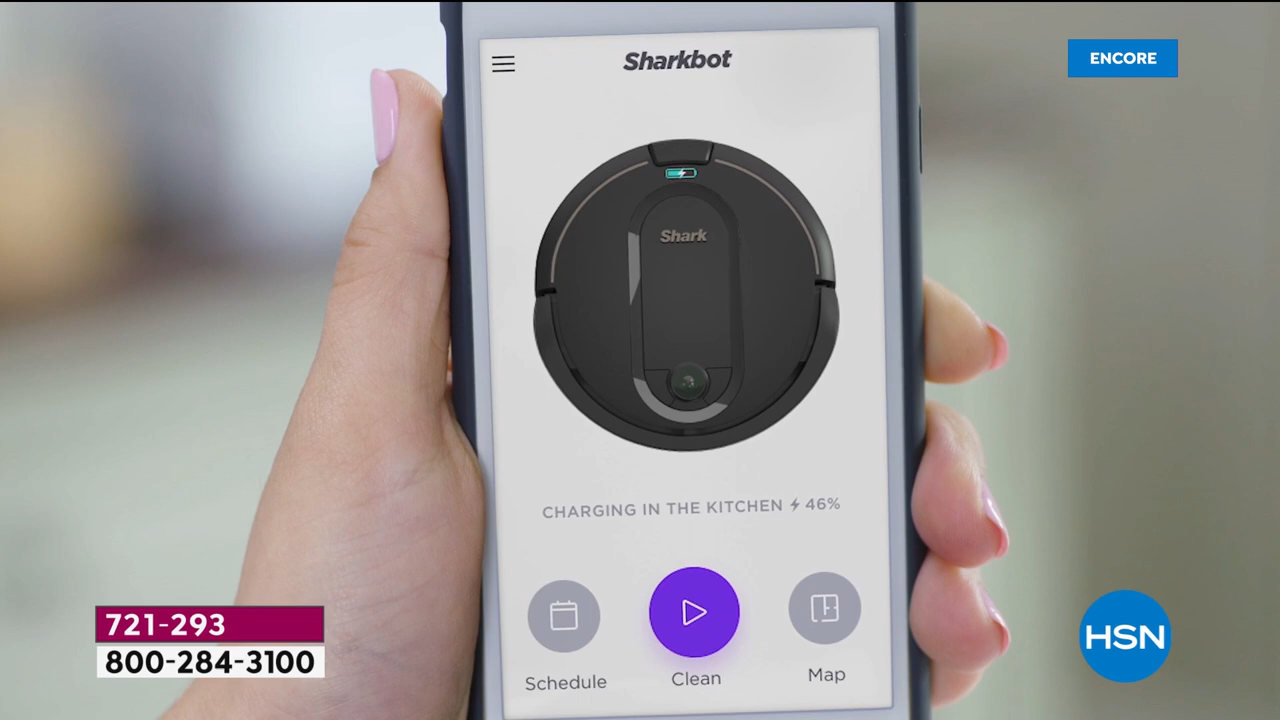 Sharkbot
ENCORE
Shark
CHARGING IN THE KITCHEN 46%
Schedule
Clean
Map
721-293
800-284-3100
HSN